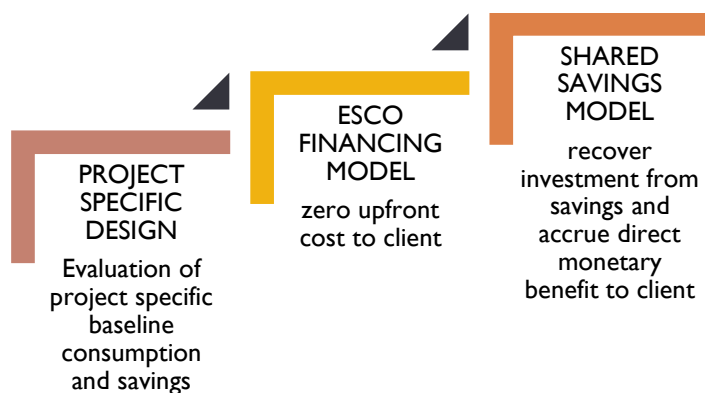 PROJECT
SPECIFIC
DESIGN
Evaluation of
project specific
baseline
consumption
and savings
ESCO
FINANCING
MODEL
zero upfront
cost to client
SHARED
SAVINGS
MODEL
recover
investment from
savings and
accrue direct
monetary
benefit to client